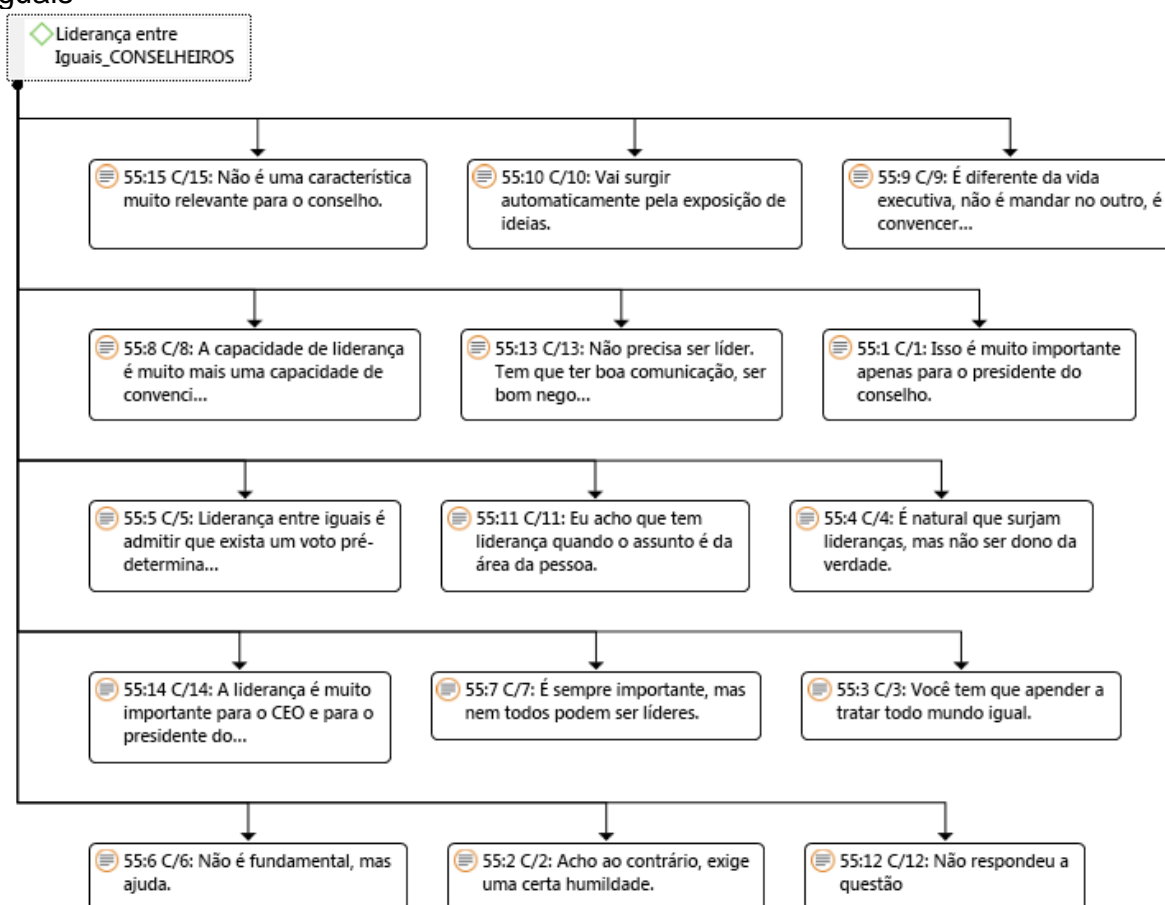 guais
Liderança entre
Iguais_CONSELHEIROS
55:15 C/15: Não é uma característica
muito relevante para o conselho.
55:10 C/10: Vai surgir
automaticamente pela exposição de
ideias.
55:9 C/9: É diferente da vida
executiva, não é mandar no outro, é
convencer...
55:8 C/8: A capacidade de liderança
é muito mais uma capacidade de
convenci...
55:13 C/13: Não precisa ser líder.
Tem que ter boa comunicação, ser
bom nego...
55:1 C/1: Isso é muito importante
apenas para o presidente do
conselho.
55:5 C/5: Liderança entre iguais é
admitir que exista um voto pré-
determina...
55:11 C/11: Eu acho que tem
liderança quando o assunto é da
área da pessoa.
55:4 C/4: É natural que surjam
lideranças, mas não ser dono da
verdade.
55:14 C/14: A liderança é muito
importante para o CEO e para o
presidente do...
55:7 C/7: É sempre importante, mas
nem todos podem ser líderes.
55:3 C/3: Você tem que apender a
tratar todo mundo igual.
55:6 C/6: Não é fundamental, mas
ajuda.
55:2 C/2: Acho ao contrário, exige
uma certa humildade.
55:12 C/12: Não respondeu a
questão